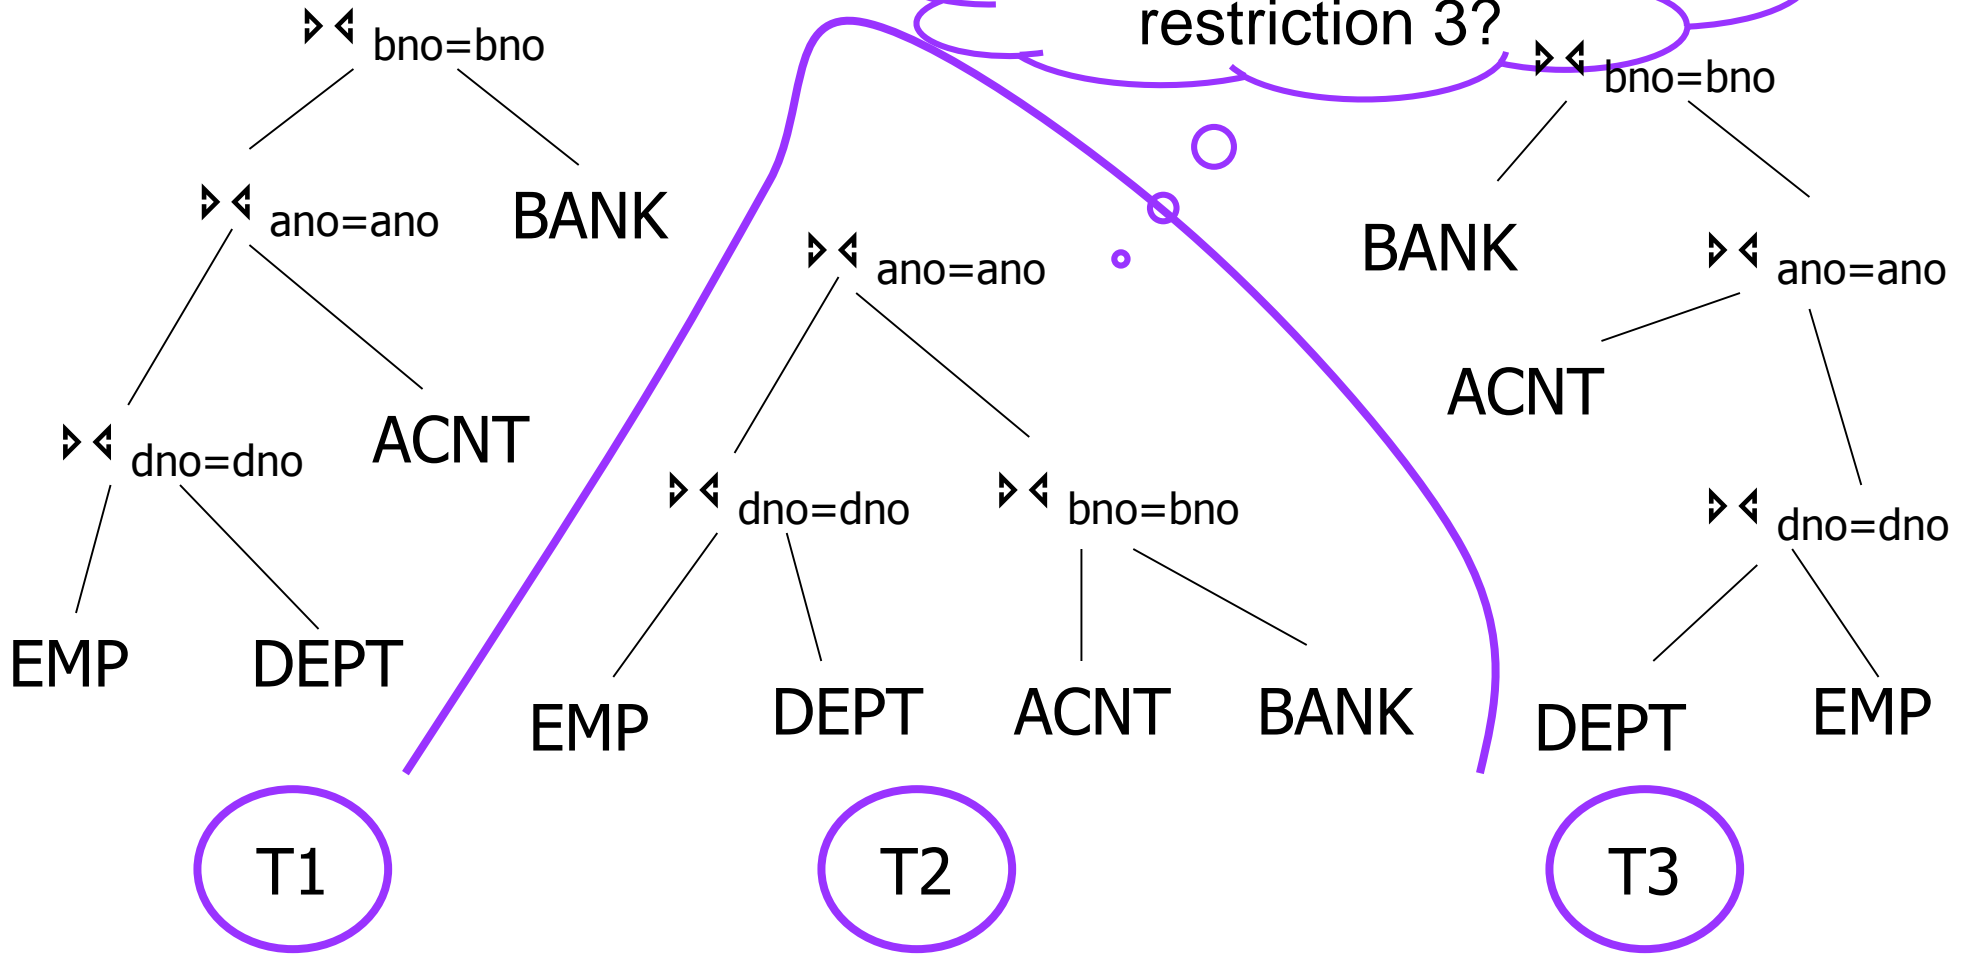 restriction 3?
bno=bno
ano=ano
BANK
dno=dno
ACNT
EMP
DEPT
T1
ano=ano
dno=dno
bno=bno
EMP
DEPT
ACNT
BANK
T2
bno=bno
BANK
ano=ano
ACNT
dno=dno
DEPT
EMP
T3